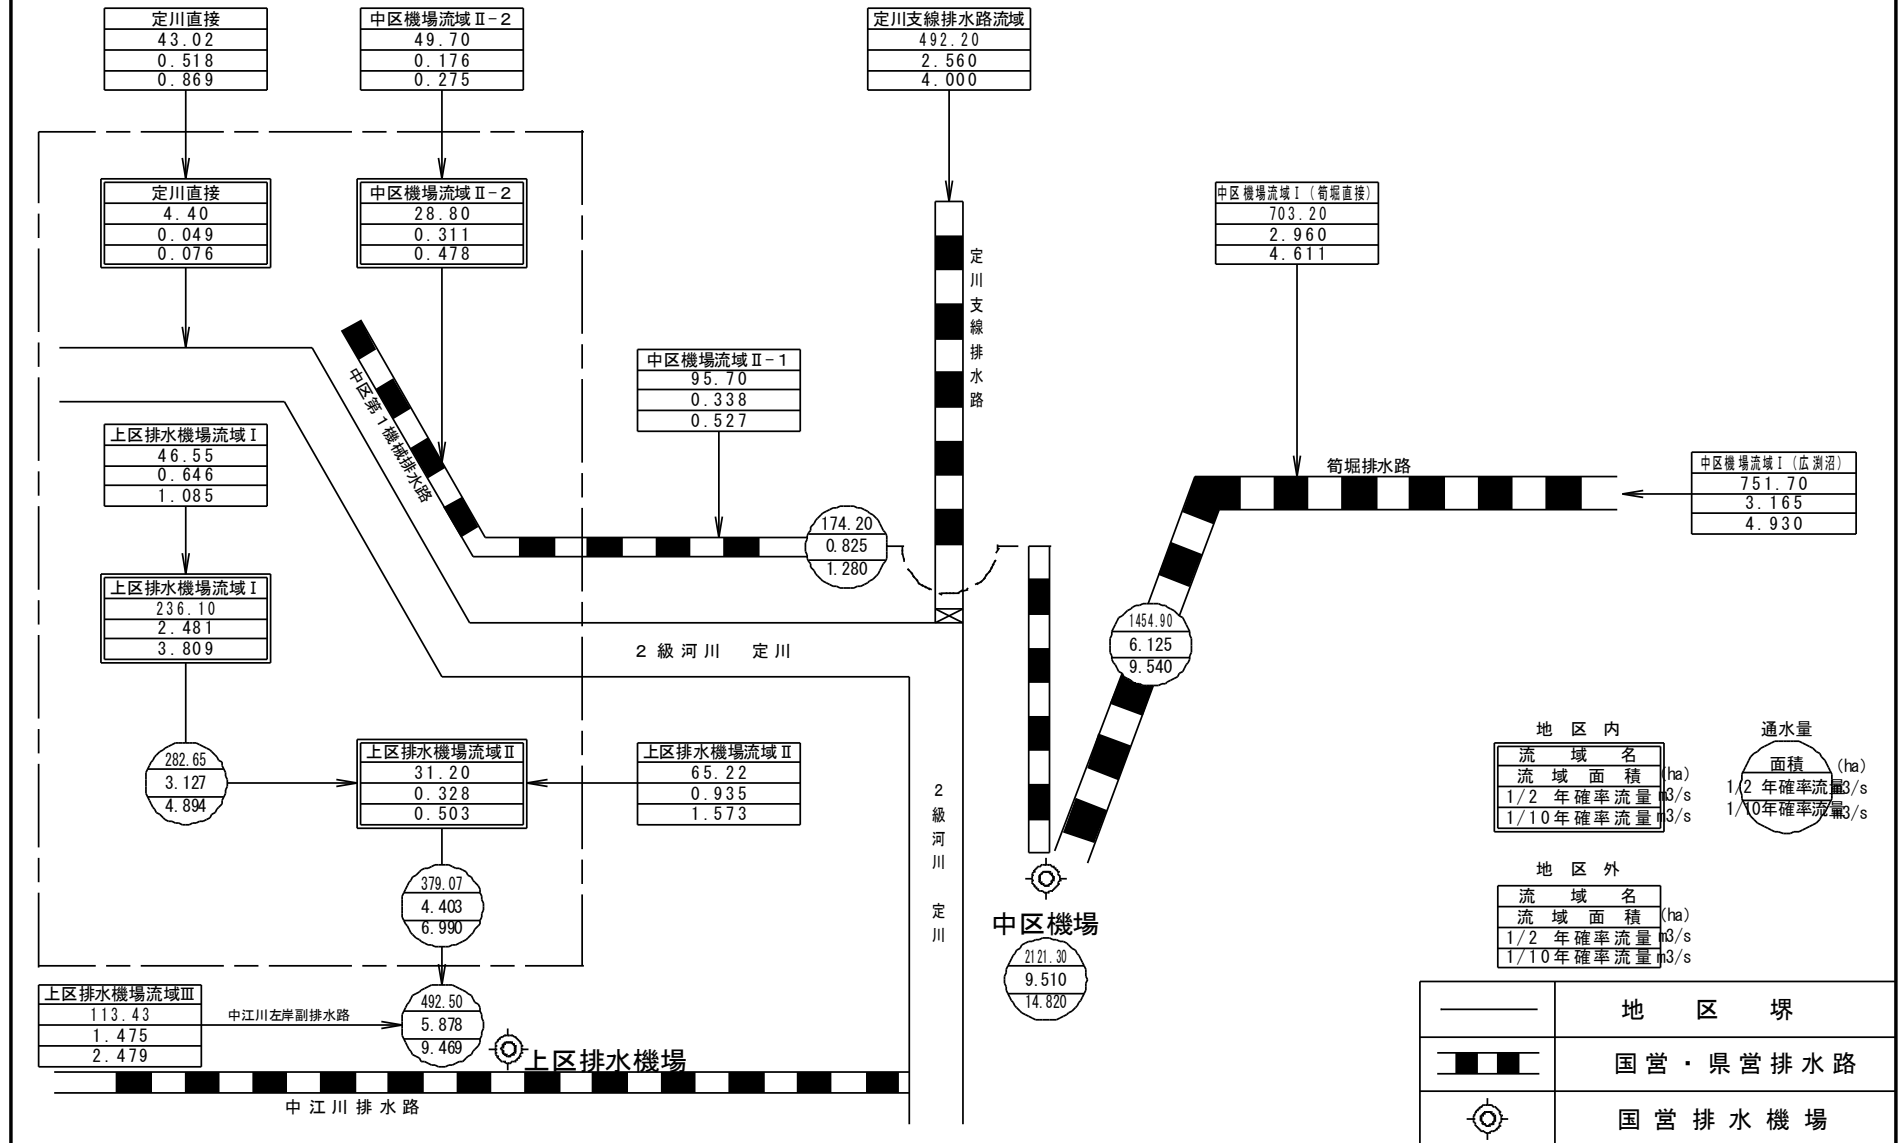 定川直接
43.02
0.518
0.869
中区機場流域Ⅱ-2
49.70
0.176
0.275
定川支線排水路流域
492.20
2.560
4.000
定川直接
4.40
0.049
0.076
中区機場流域Ⅱ-2
28.80
0.311
0.478
中区機場流域Ⅰ(筍堀直接)
703.20
2.960
4.611
定川支線排水路
中区第1機械排水路
中区機場流域Ⅱ-1
95.70
0.338
0.527
上区排水機場流域Ⅰ
46.55
0.646
1.085
筍堀排水路
中区機場流域Ⅰ(広渕沼)
751.70
3.165
4.930
174.20
0.825
1.280
上区排水機場流域Ⅰ
236.10
2.481
3.809
1454.90
6.125
9.540
2級河川 定川
282.65
3.127
4.894
上区排水機場流域Ⅱ
31.20
0.328
0.503
上区排水機場流域Ⅱ
65.22
0.935
1.573
2級河川 定川
379.07
4.403
6.990
中区機場
2121.30
9.510
14.820
上区排水機場流域Ⅲ
113.43
1.475
2.479
中江川左岸副排水路
492.50
5.878
9.469
上区排水機場
中江川排水路
地区内
流域名
流域面積 (ha)
1/2 年確率流量 m3/s
1/10年確率流量 m3/s
通水量
面積 (ha)
1/2 年確率流量 m3/s
1/10年確率流量 m3/s
地区外
流域名
流域面積 (ha)
1/2 年確率流量 m3/s
1/10年確率流量 m3/s
地区堺
国営・県営排水路
国営排水機場